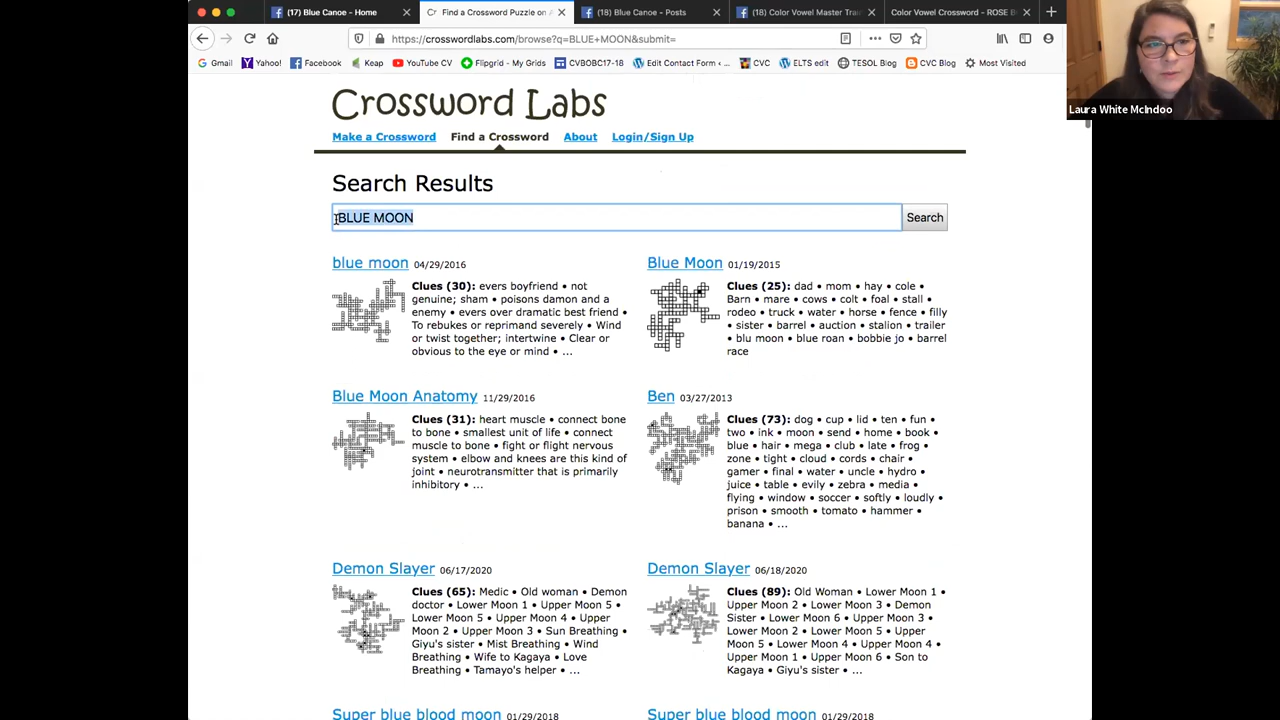 (17) Blue Canoe - Home
Find a Crossword Puzzle on
(18) Blue Canoe - Posts
(18) Color Vowel Master Trai
Color Vowel Crossword - ROSE B
https://crosswordlabs.com/browse?q=BLUE+MOON&submit=
Gmail Yahoo! Facebook Keap YouTube CV Flipgrid - My Grids CVBOBC17-18 Edit Contact Form ‹ … CVC ELTS edit TESOL Blog CVC Blog Most Visited
Laura White McIndoo
Crossword Labs
Make a Crossword Find a Crossword About Login/Sign Up
Search Results
BLUE MOON Search
blue moon 04/29/2016
Clues (30): evers boyfriend • not
genuine; sham • poisons damon and a
enemy • evers over dramatic best friend •
To rebukes or reprimand severely • Wind
or twist together; intertwine • Clear or
obvious to the eye or mind • ...
Blue Moon 01/19/2015
Clues (25): dad • mom • hay • cole •
Barn • mare • cows • colt • foal • stall •
rodeo • truck • water • horse • fence • filly
• sister • barrel • auction • stalion • trailer
• blu moon • blue roan • bobbie jo • barrel
race
Blue Moon Anatomy 11/29/2016
Clues (31): heart muscle • connect bone
to bone • smallest unit of life • connect
muscle to bone • fight or flight nervous
system • elbow and knees are this kind of
joint • neurotransmitter that is primarily
inhibitory • ...
Ben 03/27/2013
Clues (73): dog • cup • lid • ten • fun •
two • ink • moon • send • home • book •
blue • hair • mega • club • late • frog •
zone • tight • cloud • cords • chair •
gamer • final • water • uncle • hydro •
juice • table • evily • zebra • media •
flying • window • soccer • softly • loudly •
prison • smooth • tomato • hammer •
banana • ...
Demon Slayer 06/17/2020
Clues (65): Medic • Old woman • Demon
doctor • Lower Moon 1 • Upper Moon 5 •
Lower Moon 5 • Upper Moon 4 • Upper
Moon 2 • Upper Moon 3 • Sun Breathing •
Giyu's sister • Mist Breathing • Wind
Breathing • Wife to Kagaya • Love
Breathing • Tamayo's helper • ...
Demon Slayer 06/18/2020
Clues (89): Old Woman • Lower Moon 1 •
Upper Moon 2 • Lower Moon 3 • Demon
Sister • Lower Moon 6 • Upper Moon 3 •
Lower Moon 2 • Lower Moon 5 • Upper
Moon 5 • Lower Moon 4 • Upper Moon 4 •
Upper Moon 1 • Upper Moon 6 • Son to
Kagaya • Giyu's sister • ...
Super blue blood moon 01/29/2018
Super blue blood moon 01/29/2018